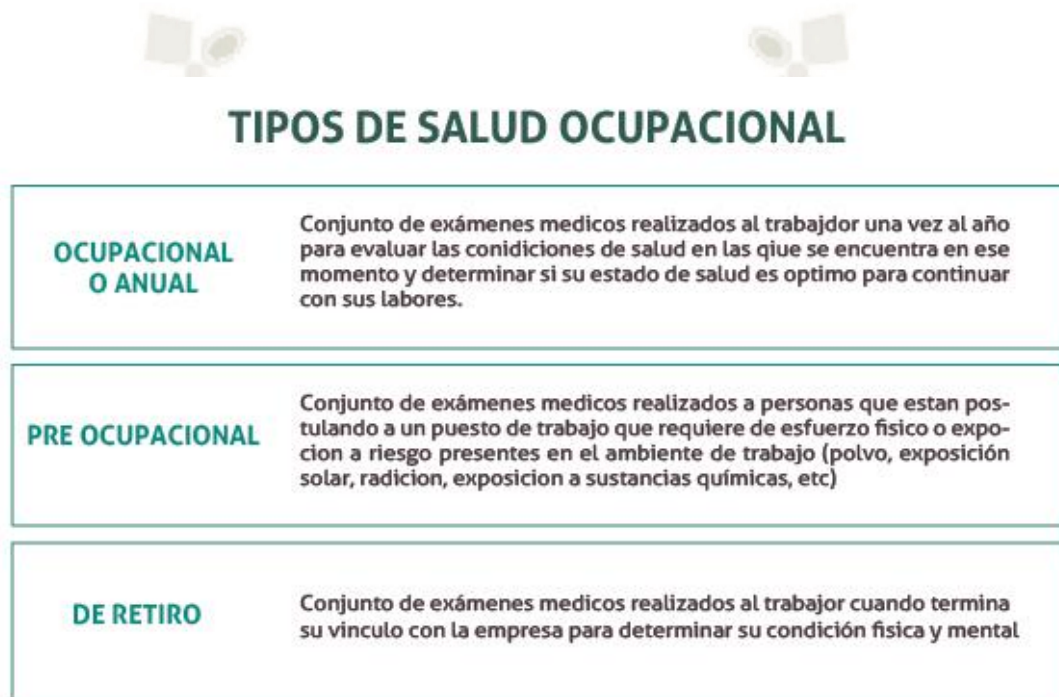 TIPOS DE SALUD OCUPACIONAL
OCUPACIONAL
O ANUAL
Conjunto de exámenes medicos realizados al trabajdor una vez al año
para evaluar las conidiciones de salud en las qiue se encuentra en ese
momento y determinar si su estado de salud es optimo para continuar
con sus labores.
PRE OCUPACIONAL
Conjunto de exámenes medicos realizados a personas que estan pos-
tulando a un puesto de trabajo que requiere de esfuerzo fisico o expo-
cion a riesgo presentes en el ambiente de trabajo (polvo, exposición
solar, radicion, exposicion a sustancias químicas, etc)
DE RETIRO
Conjunto de exámenes medicos realizados al trabajor cuando termina
su vinculo con la empresa para determinar su condición fisica y mental